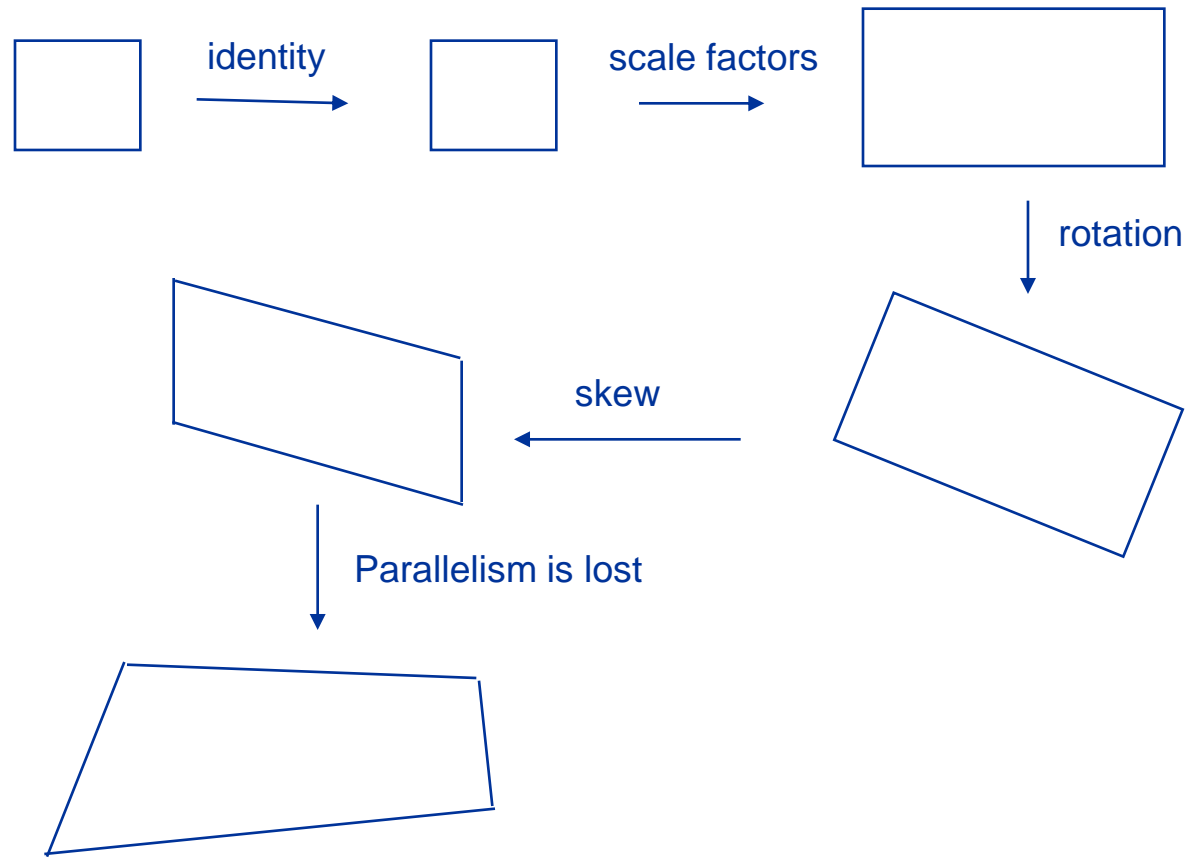 identity
scale factors
rotation
skew
Parallelism is lost